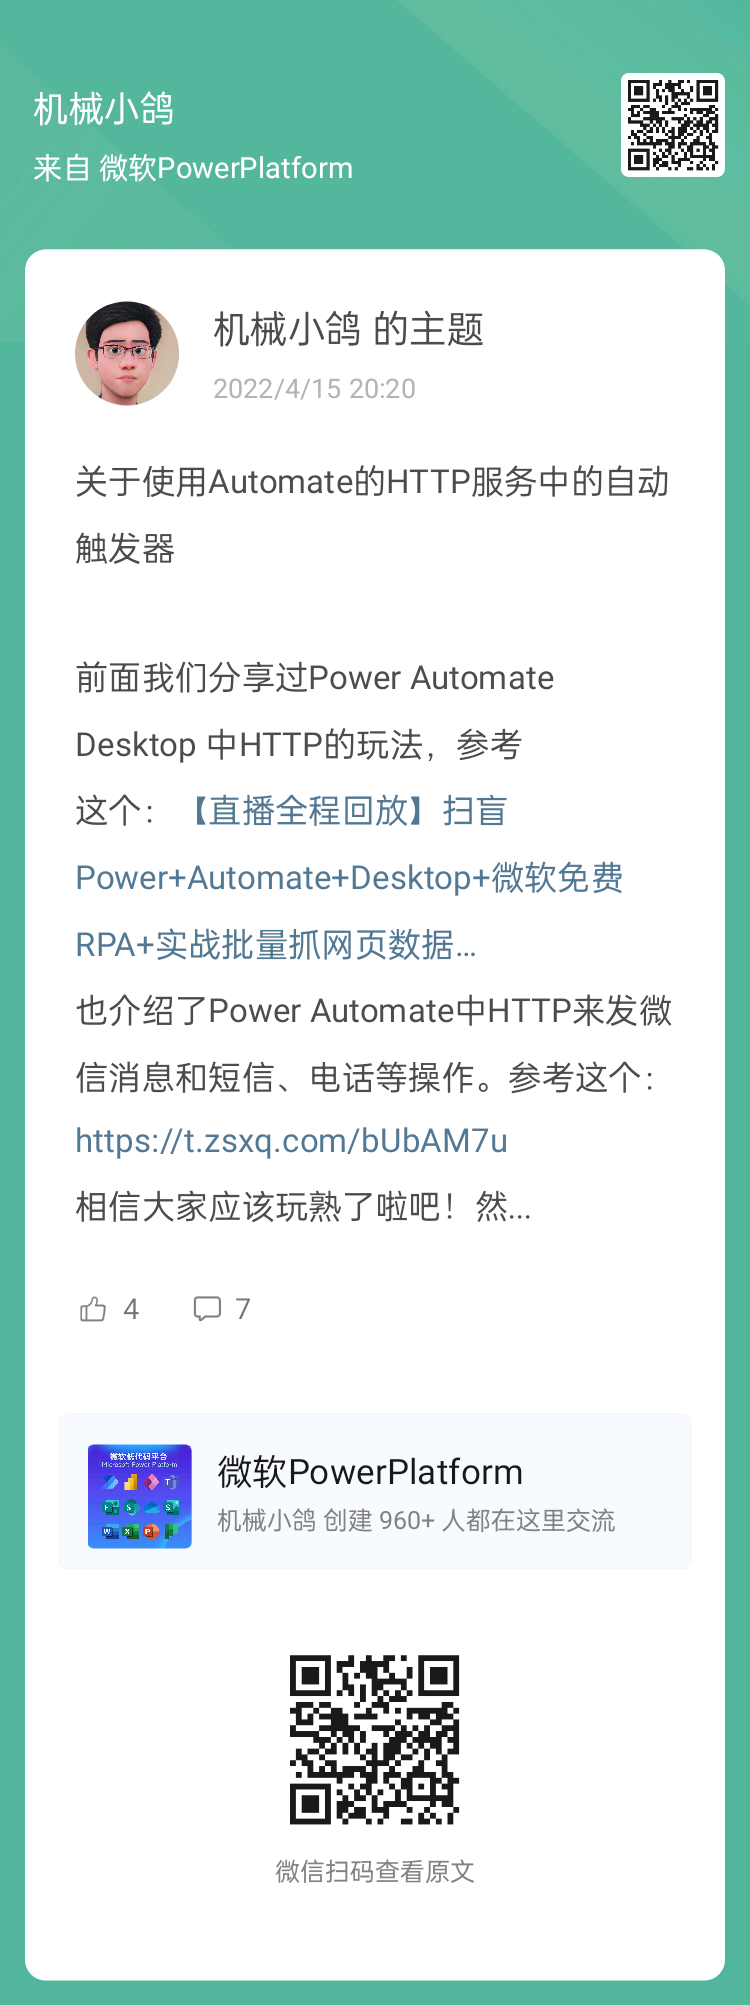 机械小鸽
来自 微软PowerPlatform
机械小鸽 的主题
2022/4/15 20:20
关于使用Automate的HTTP服务中的自动
触发器
前面我们分享过Power Automate
Desktop 中HTTP的玩法，参考
这个：【直播全程回放】扫盲
Power+Automate+Desktop+微软免费
RPA+实战批量抓网页数据...
也介绍了Power Automate中HTTP来发微
信消息和短信、电话等操作。参考这个：
https://t.zsxq.com/bUbAM7u
相信大家应该玩熟了啦吧！然...
4 7
微软低代码平台
Microsoft Power Platform
微软PowerPlatform
机械小鸽 创建 960+ 人都在这里交流
微信扫码查看原文